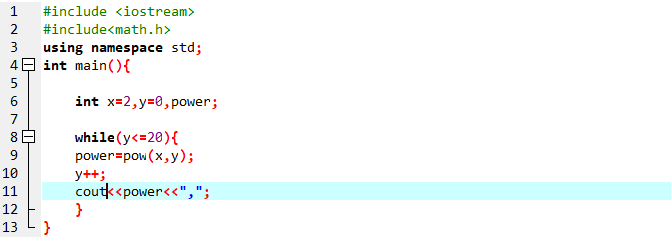 1 #include <iostream>
2 #include<math.h>
3 using namespace std;
4 int main(){
5
6 int x=2,y=0,power;
7
8 while(y<=20){
9 power=pow(x,y);
10 y++;
11 cout<<power<<",";
12 }
13 }